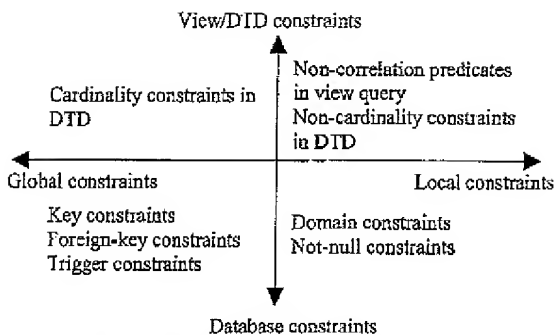 View/DTD constraints
Cardinality constraints in
DTD
Non-correlation predicates
in view query
Non-cardinality constraints
in DTD
Global constraints
Local constraints
Key constraints
Foreign-key constraints
Trigger constraints
Domain constraints
Not-null constraints
Database constraints